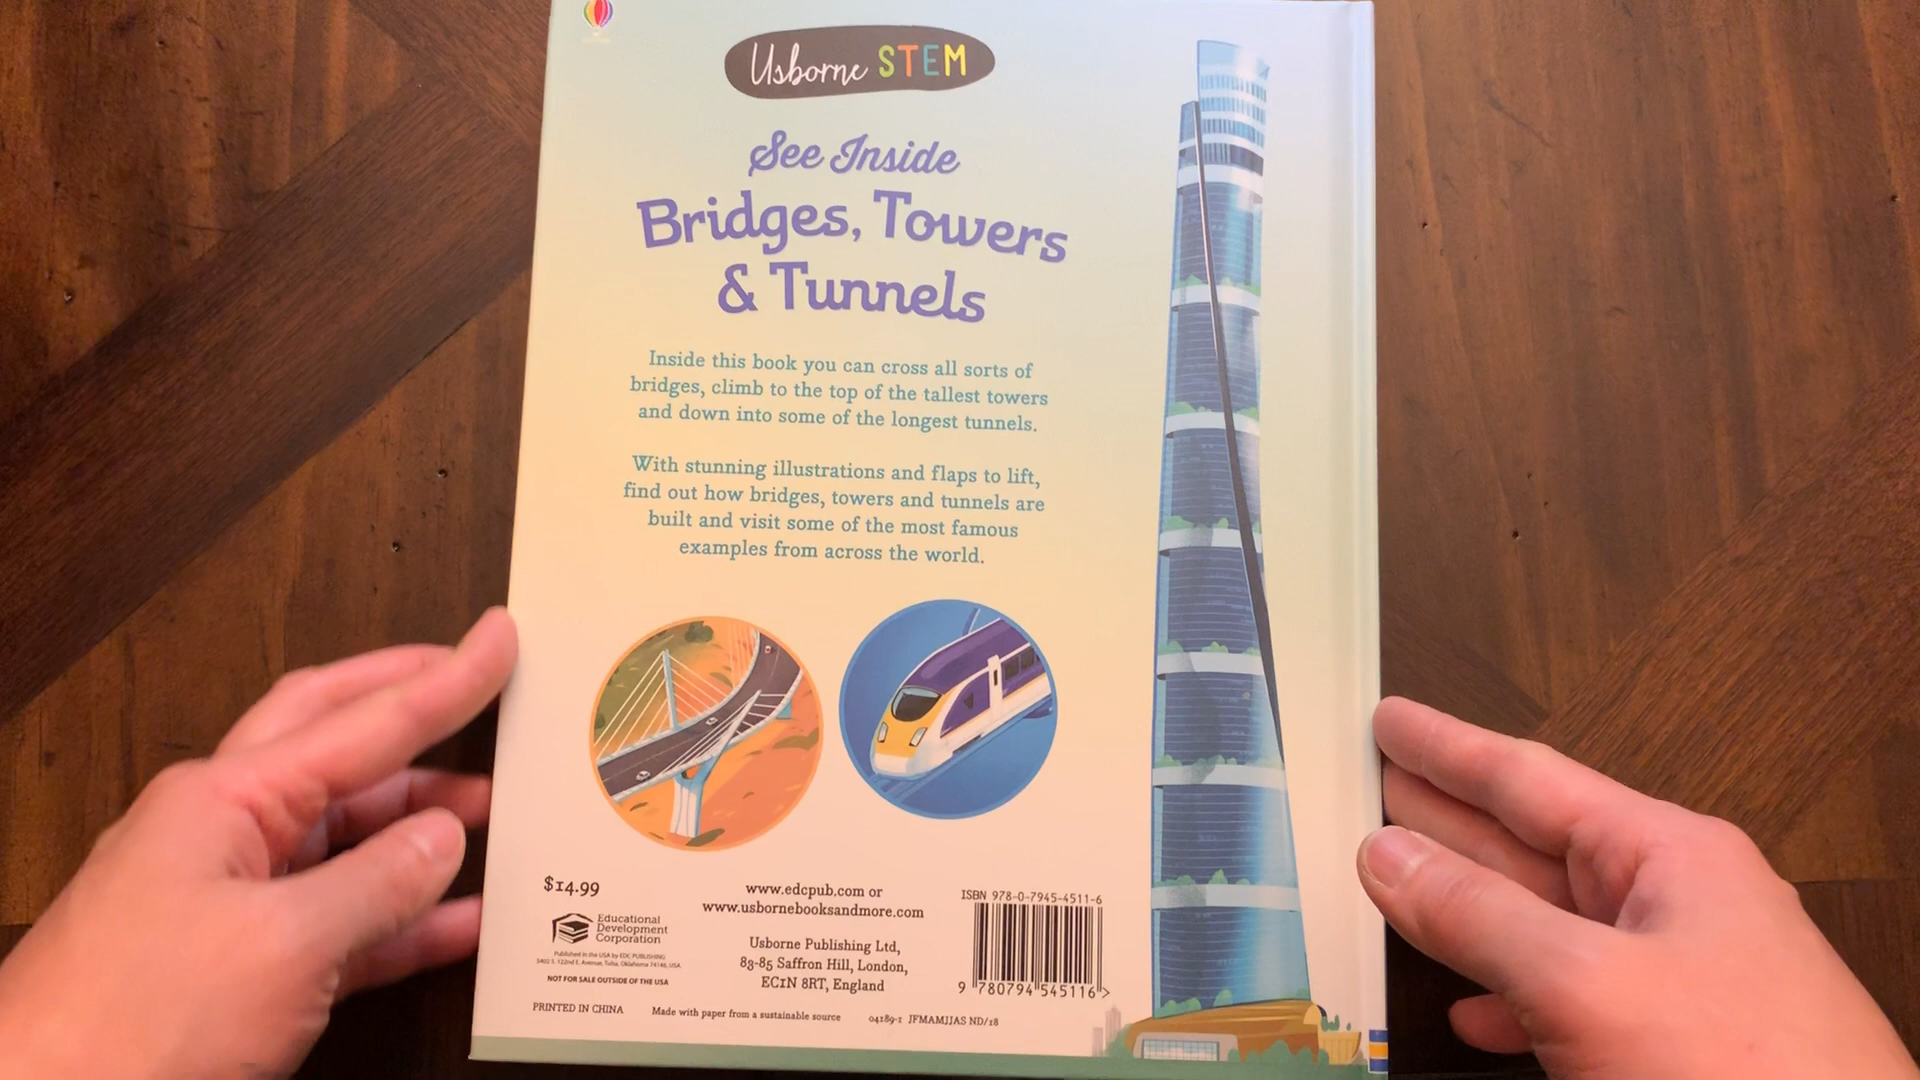 Usborne STEM
See Inside
Bridges, Towers
& Tunnels
Inside this book you can cross all sorts of
bridges, climb to the top of the tallest towers
and down into some of the longest tunnels.
With stunning illustrations and flaps to lift,
find out how bridges, towers and tunnels are
built and visit some of the most famous
examples from across the world.
$14.99
Educational
Development
Corporation
Published in the USA by EDC PUBLISHING
5402 S. 122nd E. Avenue, Tulsa, Oklahoma 74146, USA
NOT FOR SALE OUTSIDE OF THE USA
www.edcpub.com or
www.usbornebooksandmore.com
Usborne Publishing Ltd,
83-85 Saffron Hill, London,
EC1N 8RT, England
ISBN 978-0-7945-4511-6
9 780794 545116 >
PRINTED IN CHINA
Made with paper from a sustainable source
04189-1 JFMAMJJAS ND/18